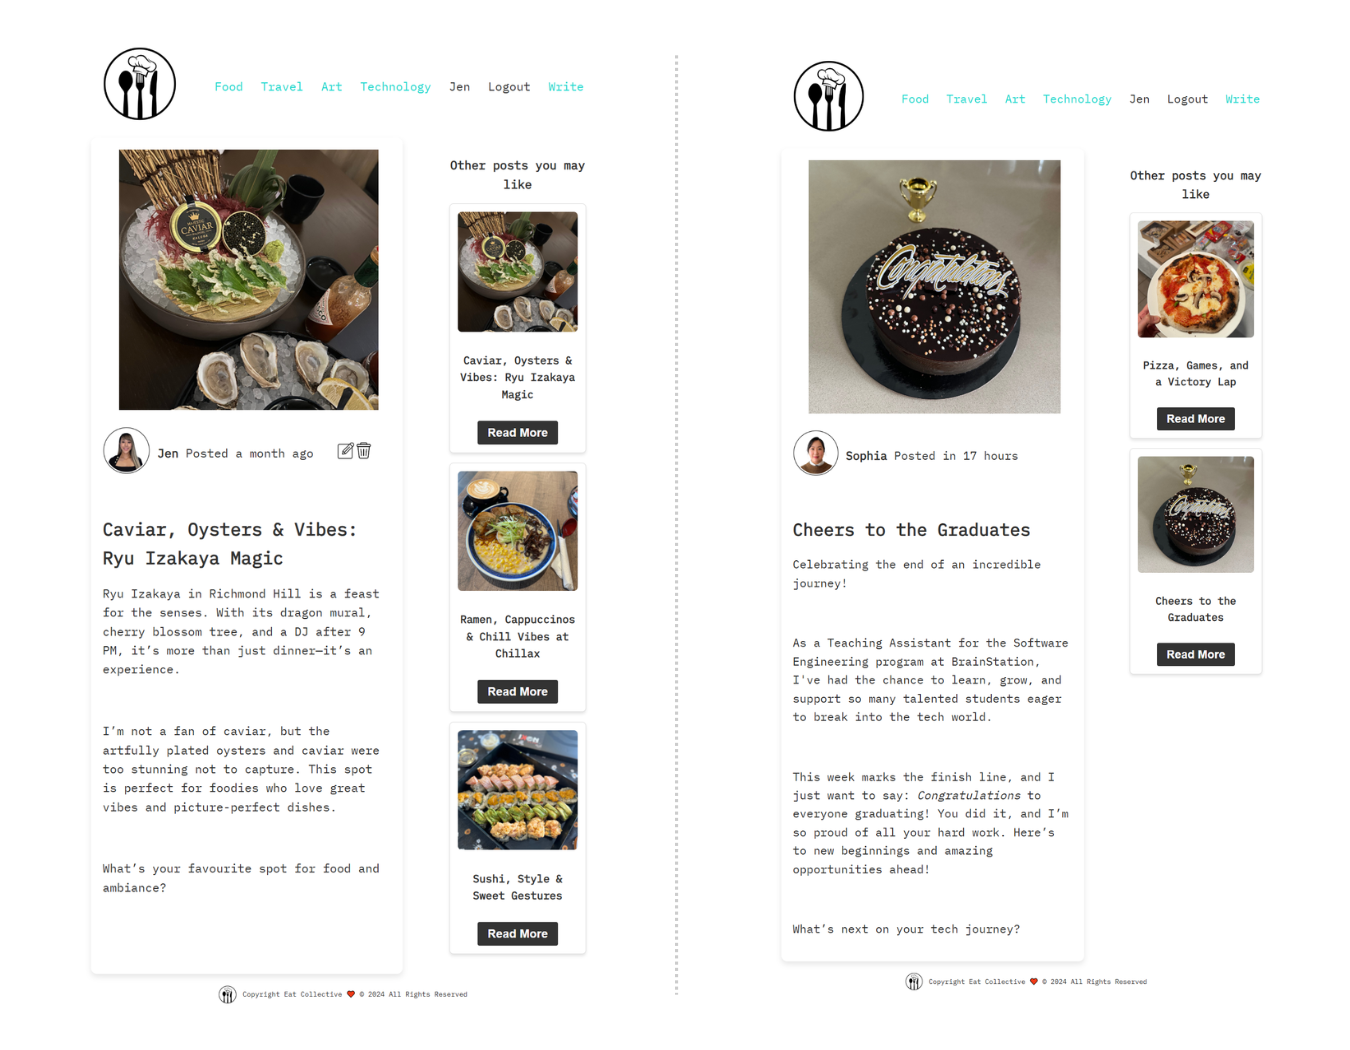 Food Travel Art Technology Jen Logout Write
CAVIAR
Jen Posted a month ago
Caviar, Oysters & Vibes:
Ryu Izakaya Magic
Ryu Izakaya in Richmond Hill is a feast
for the senses. With its dragon mural,
cherry blossom tree, and a DJ after 9
PM, it’s more than just dinner—it’s an
experience.
I’m not a fan of caviar, but the
artfully plated oysters and caviar were
too stunning not to capture. This spot
is perfect for foodies who love great
vibes and picture-perfect dishes.
What’s your favourite spot for food and
ambiance?
Other posts you may
like
CAVIAR
Caviar, Oysters &
Vibes: Ryu Izakaya
Magic
Read More
Ramen, Cappuccinos
& Chill Vibes at
Chillax
Read More
Sushi, Style &
Sweet Gestures
Read More
Copyright Eat Collective ❤️ © 2024 All Rights Reserved
Food Travel Art Technology Jen Logout Write
Congratulations
Sophia Posted in 17 hours
Cheers to the Graduates
Celebrating the end of an incredible
journey!
As a Teaching Assistant for the Software
Engineering program at BrainStation,
I've had the chance to learn, grow, and
support so many talented students eager
to break into the tech world.
This week marks the finish line, and I
just want to say: Congratulations to
everyone graduating! You did it, and I’m
so proud of all your hard work. Here’s
to new beginnings and amazing
opportunities ahead!
What’s next on your tech journey?
Other posts you may
like
Pizza, Games, and
a Victory Lap
Read More
Congratulations
Cheers to the
Graduates
Read More
Copyright Eat Collective ❤️ © 2024 All Rights Reserved